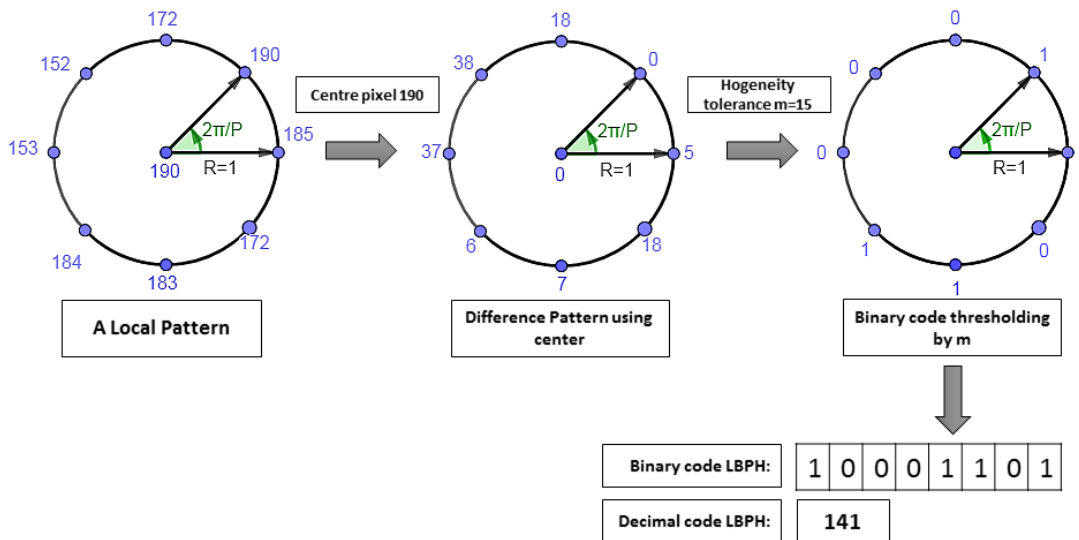 172
190
152
185
153
2π/P
190
R=1
172
184
183
A Local Pattern
Centre pixel 190
18
0
38
5
37
2π/P
0
R=1
18
6
7
Difference Pattern using
center
Hogeneity
tolerance m=15
0
1
0
0
2π/P
R=1
0
1
1
Binary code thresholding
by m
Binary code LBPH:
1 0 0 0 1 1 0 1
Decimal code LBPH:
141